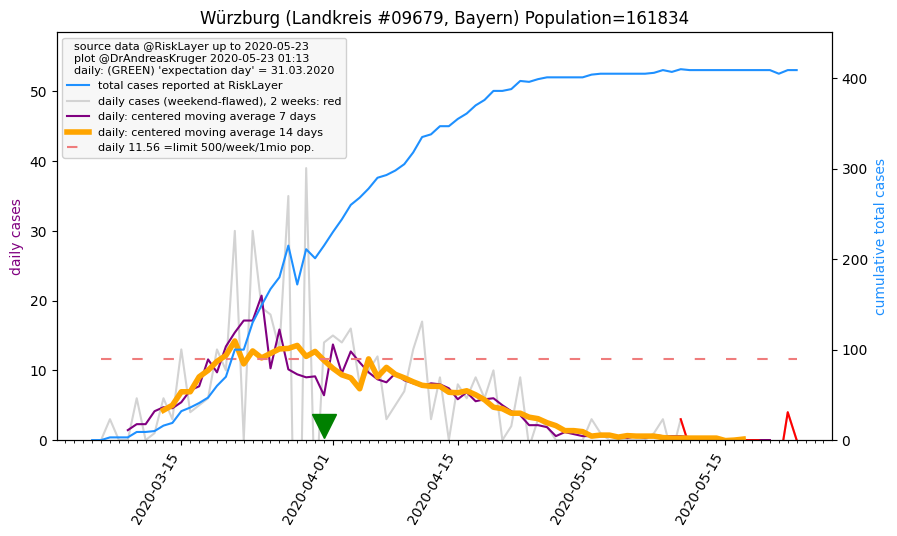 Würzburg (Landkreis #09679, Bayern) Population=161834
source data @RiskLayer up to 2020-05-23
plot @DrAndreasKruger 2020-05-23 01:13
daily: (GREEN) 'expectation day' = 31.03.2020
total cases reported at RiskLayer
daily cases (weekend-flawed), 2 weeks: red
daily: centered moving average 7 days
daily: centered moving average 14 days
daily 11.56 =limit 500/week/1mio pop.
daily cases
50
40
30
20
10
0
cumulative total cases
400
300
200
100
0
2020-03-15
2020-04-01
2020-04-15
2020-05-01
2020-05-15